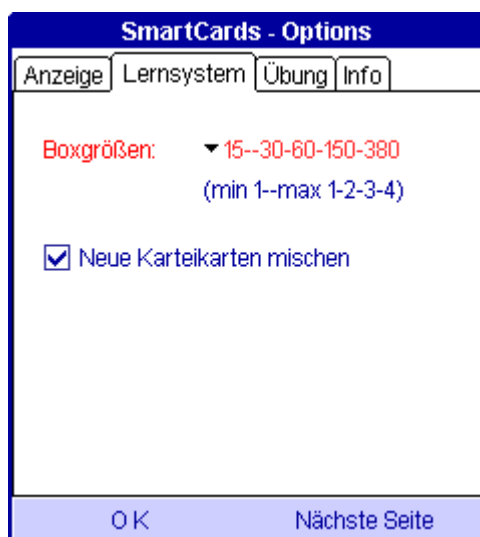 SmartCards - Options
Anzeige Lernsystem Übung Info
Boxgrößen: 15--30-60-150-380
(min 1--max 1-2-3-4)
Neue Karteikarten mischen
OK Nächste Seite